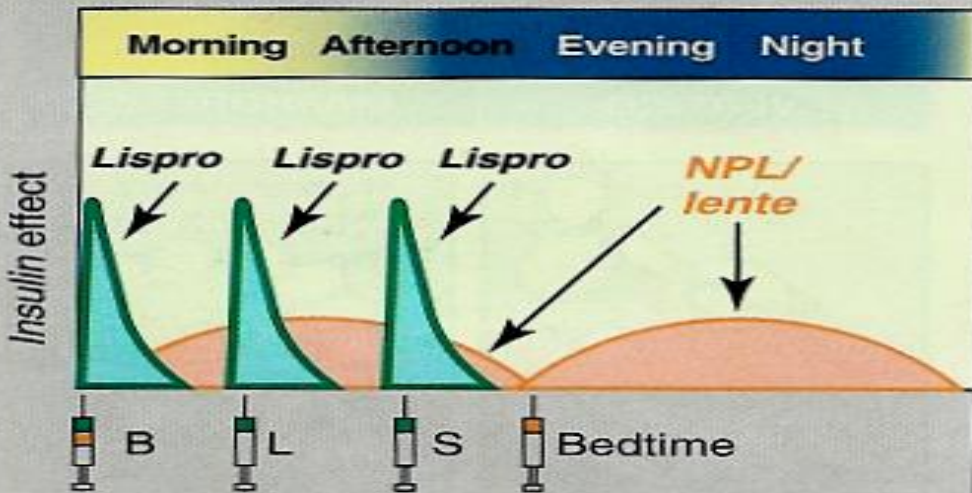 Morning Afternoon Evening Night
Lispro Lispro Lispro
NPL/
lente
Insulin effect
B L S Bedtime